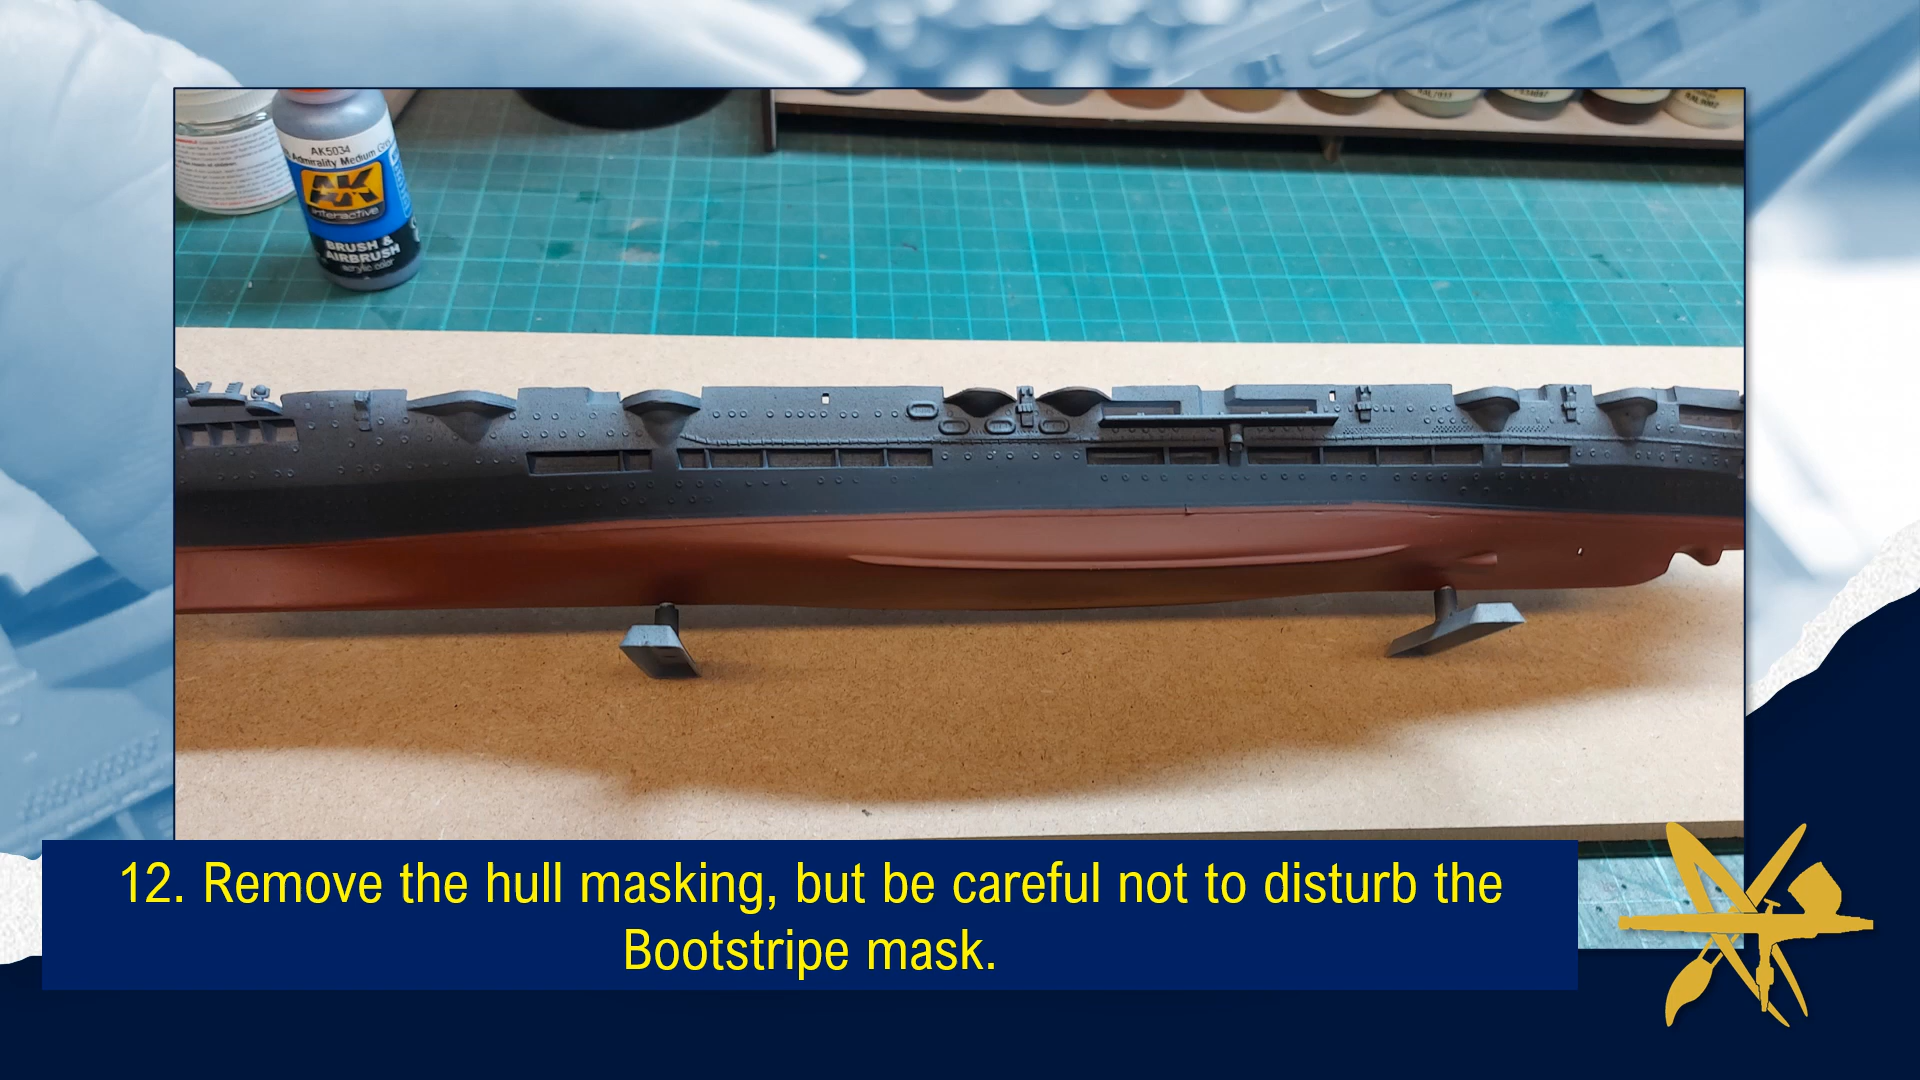 AK5034
Admirality Medium Grey
AK
interactive
BRUSH &
AIRBRUSH
acrylic color
12. Remove the hull masking, but be careful not to disturb the
Bootstripe mask.